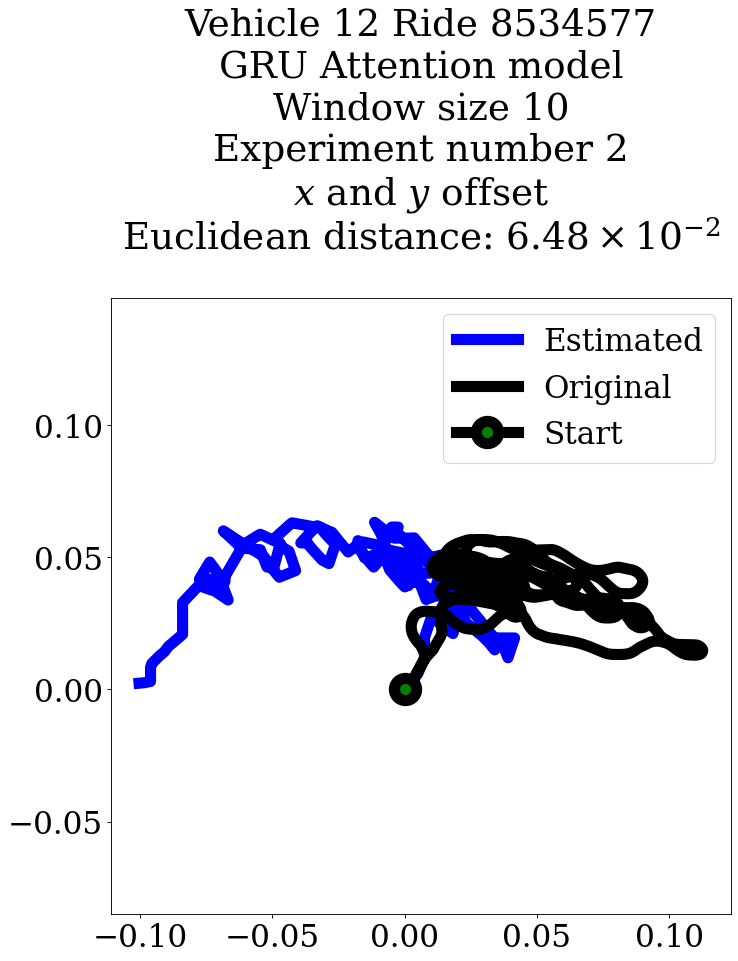 Vehicle 12 Ride 8534577
GRU Attention model
Window size 10
Experiment number 2
x and y offset
Euclidean distance: 6.48 × 10⁻²
Estimated
Original
Start
0.10
0.05
0.00
−0.05
−0.10
−0.05
0.00
0.05
0.10